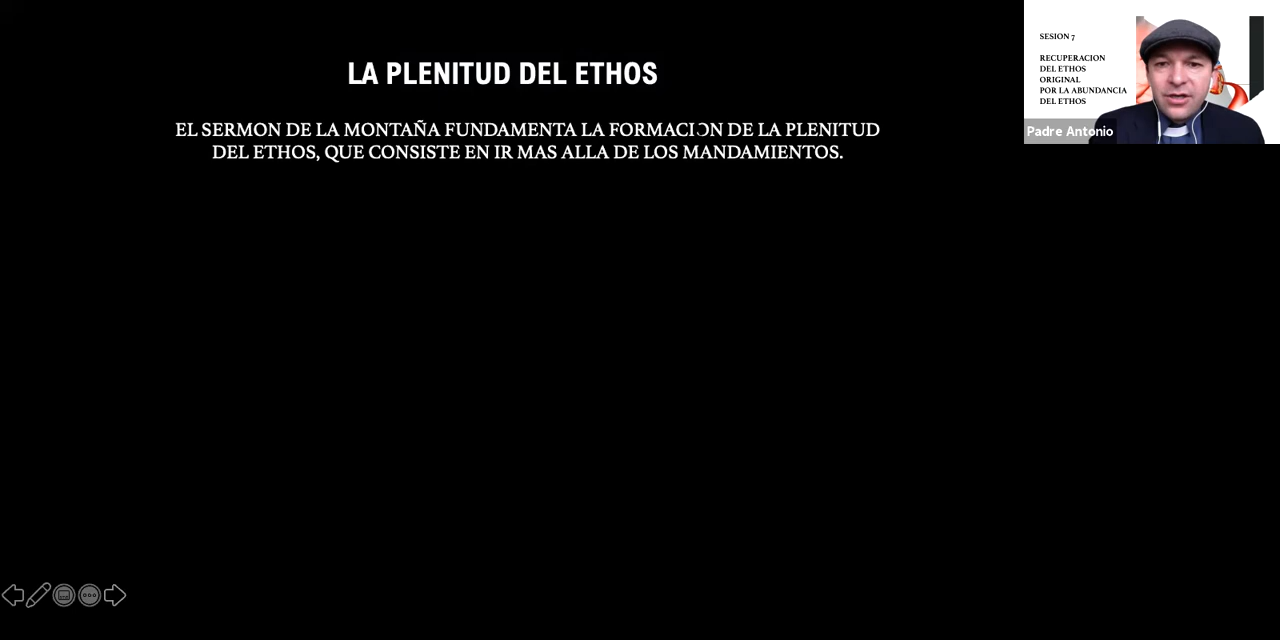 LA PLENITUD DEL ETHOS
EL SERMON DE LA MONTAÑA FUNDAMENTA LA FORMACION DE LA PLENITUD
DEL ETHOS, QUE CONSISTE EN IR MAS ALLA DE LOS MANDAMIENTOS.
SESION 7
RECUPERACION
DEL ETHOS
ORIGINAL
POR LA ABUNDANCIA
DEL ETHOS
Padre Antonio